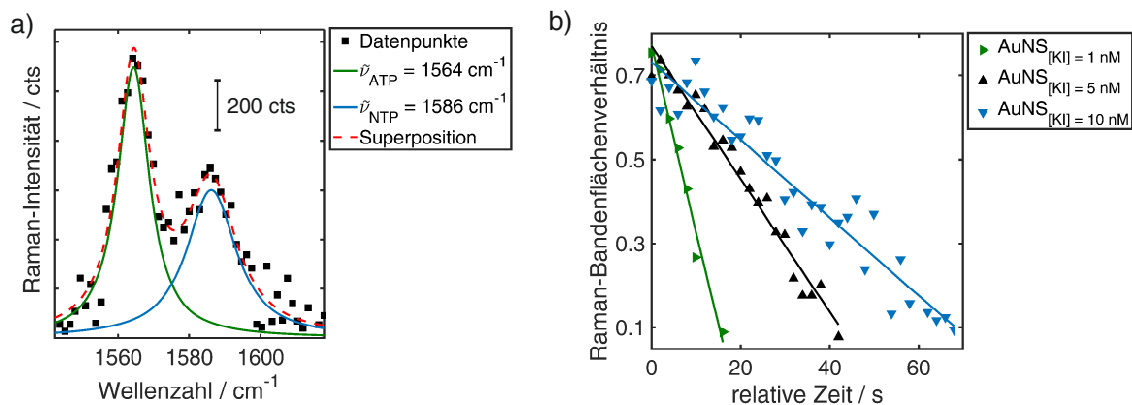 a)
Raman-Intensität / cts
200 cts
1560
1580
1600
Wellenzahl / cm⁻¹
Datenpunkte
ṽ_ATP = 1564 cm⁻¹
ṽ_NTP = 1586 cm⁻¹
Superposition
b)
Raman-Bandenflächenverhältnis
0.7
0.5
0.3
0.1
0
20
40
60
relative Zeit / s
AuNS[KI] = 1 nM
AuNS[KI] = 5 nM
AuNS[KI] = 10 nM